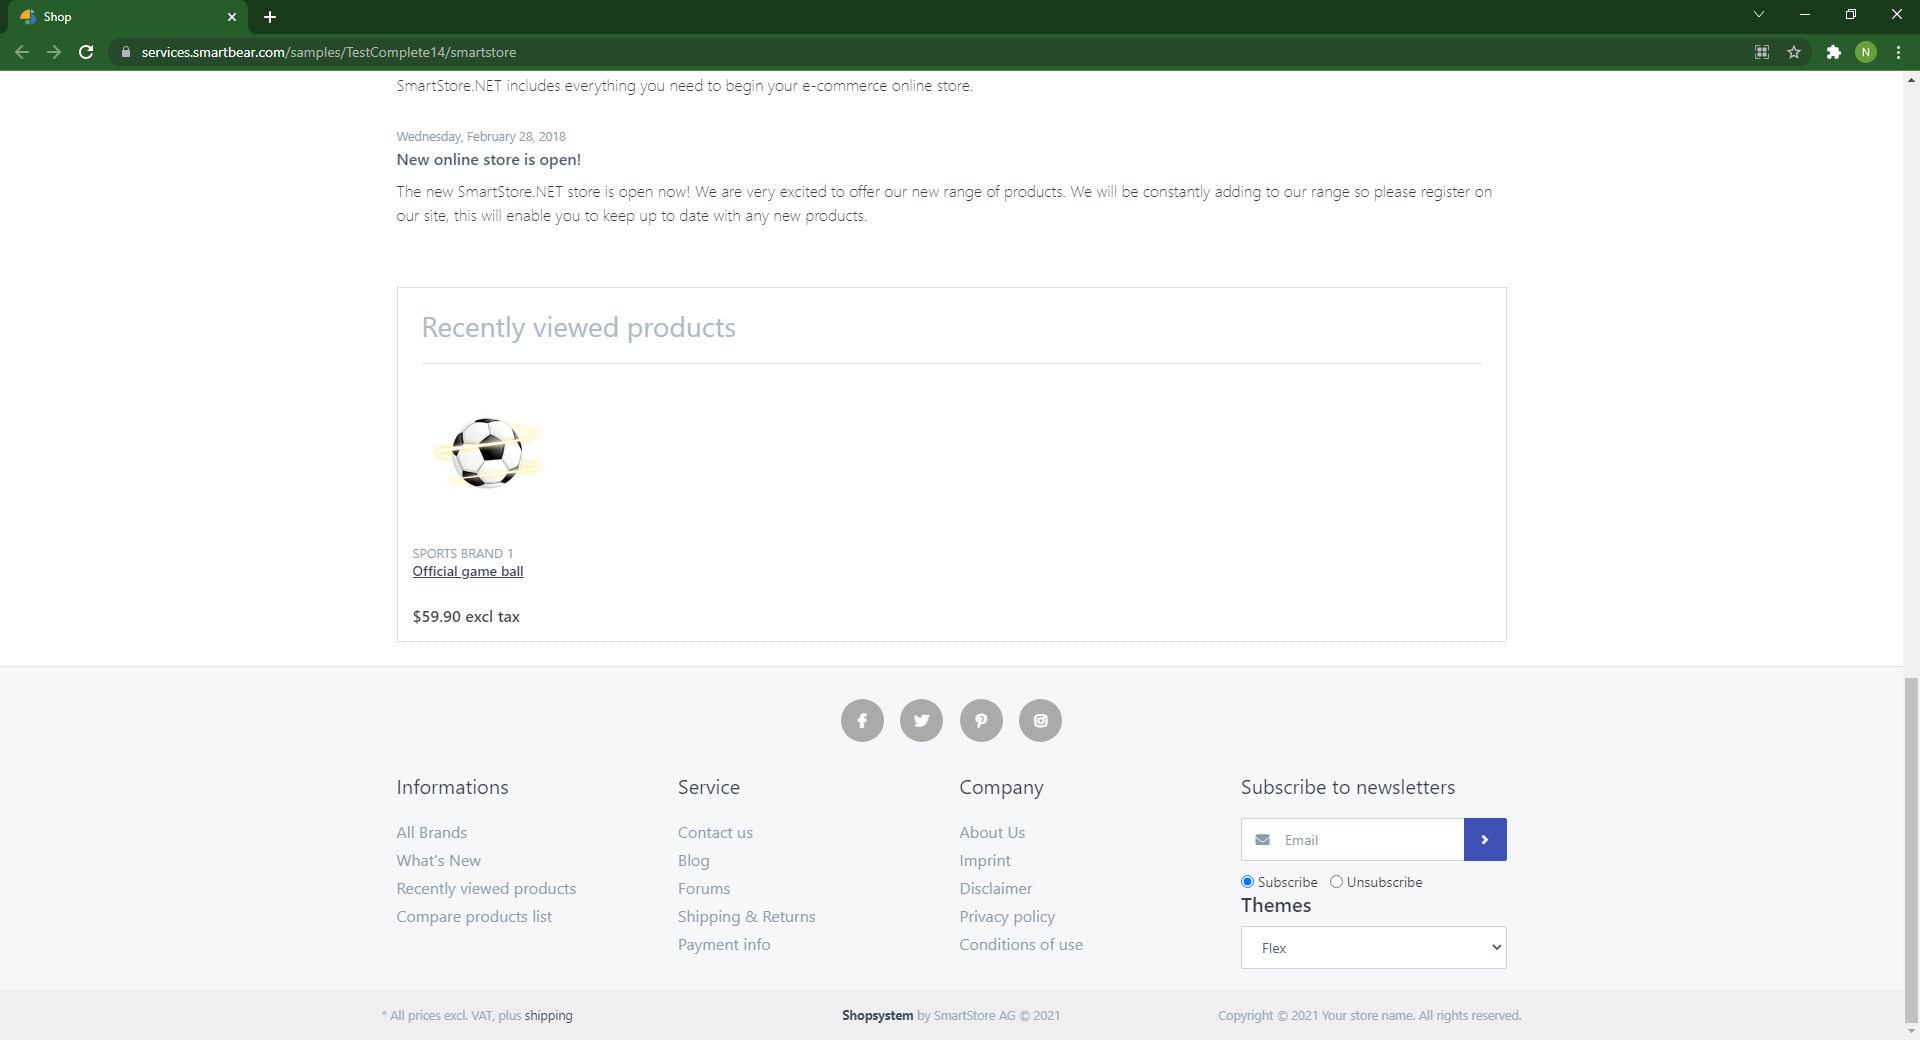 Shop
services.smartbear.com/samples/TestComplete14/smartstore
N
SmartStore.NET includes everything you need to begin your e-commerce online store.
Wednesday, February 28, 2018
New online store is open!
The new SmartStore.NET store is open now! We are very excited to offer our new range of products. We will be constantly adding to our range so please register on
our site, this will enable you to keep up to date with any new products.
Recently viewed products
SPORTS BRAND 1
Official game ball
$59.90 excl tax
Informations
All Brands
What's New
Recently viewed products
Compare products list
Service
Contact us
Blog
Forums
Shipping & Returns
Payment info
Company
About Us
Imprint
Disclaimer
Privacy policy
Conditions of use
Subscribe to newsletters
Email
Subscribe Unsubscribe
Themes
Flex
* All prices excl. VAT, plus shipping
Shopsystem by SmartStore AG © 2021
Copyright © 2021 Your store name. All rights reserved.